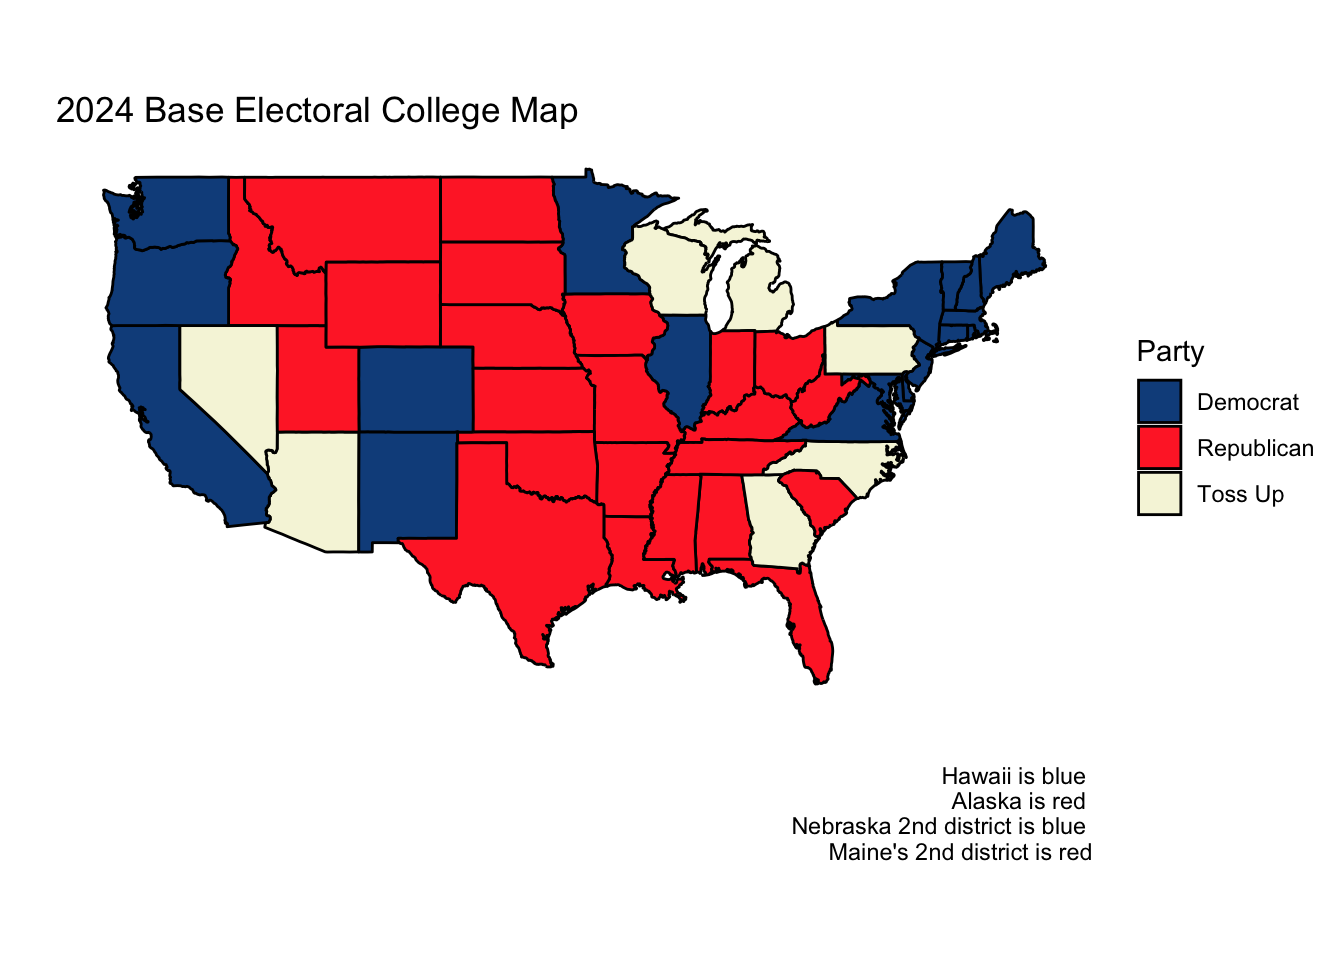 2024 Base Electoral College Map
Party
Democrat
Republican
Toss Up
Hawaii is blue
Alaska is red
Nebraska 2nd district is blue
Maine's 2nd district is red